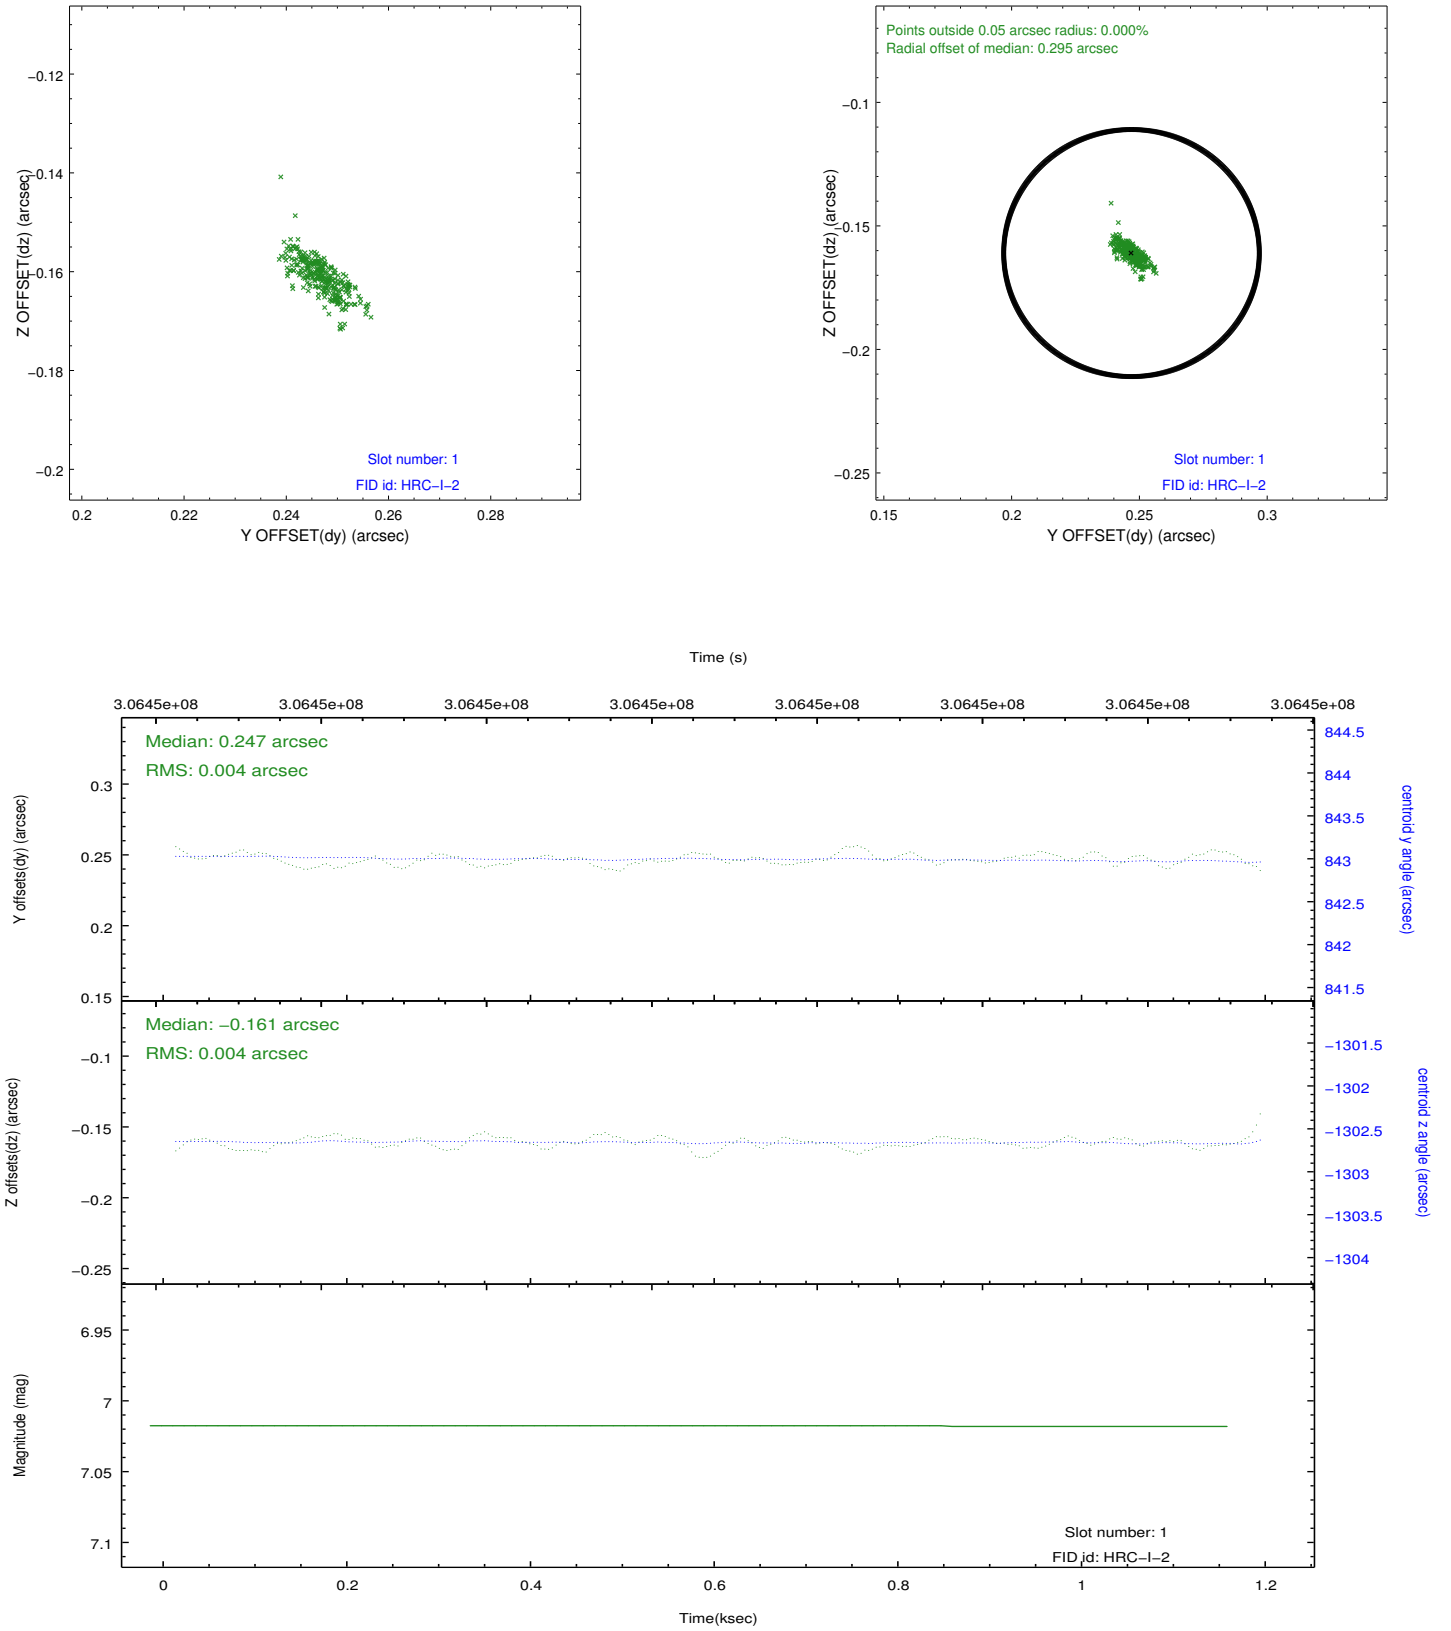 −0.12
−0.14
−0.16
−0.18
−0.2
Z OFFSET(dz) (arcsec)
Slot number: 1
FID id: HRC−I−2
0.2 0.22 0.24 0.26 0.28
Y OFFSET(dy) (arcsec)
Points outside 0.05 arcsec radius: 0.000%
Radial offset of median: 0.295 arcsec
−0.1
−0.15
−0.2
−0.25
Z OFFSET(dz) (arcsec)
Slot number: 1
FID id: HRC−I−2
0.15 0.2 0.25 0.3
Y OFFSET(dy) (arcsec)
Time (s)
3.0645e+08 3.0645e+08 3.0645e+08 3.0645e+08 3.0645e+08 3.0645e+08 3.0645e+08 3.0645e+08
Median: 0.247 arcsec
RMS: 0.004 arcsec
0.3
0.25
0.2
0.15
Y offsets(dy) (arcsec)
844.5
844
843.5
843
842.5
842
841.5
centroid y angle (arcsec)
Median: −0.161 arcsec
RMS: 0.004 arcsec
−0.1
−0.15
−0.2
−0.25
Z offsets(dz) (arcsec)
−1301.5
−1302
−1302.5
−1303
−1303.5
−1304
centroid z angle (arcsec)
6.95
7
7.05
7.1
Magnitude (mag)
Slot number: 1
FID id: HRC−I−2
0 0.2 0.4 0.6 0.8 1 1.2
Time(ksec)